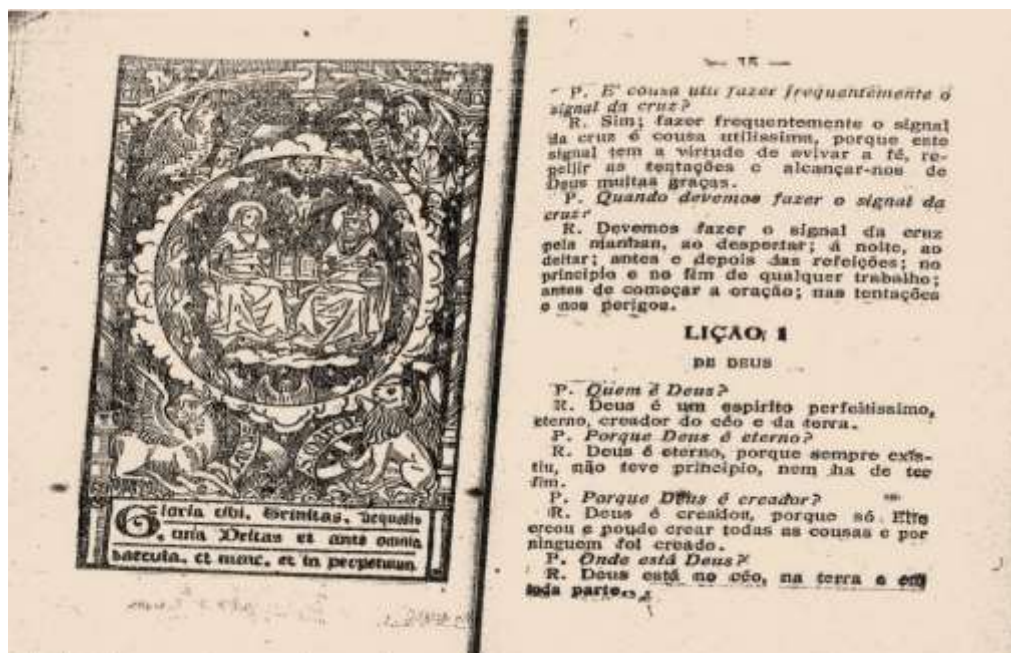 Gloria tibi, Trinitas, aequalis
una Deitas et ante omnia
saecula, et nunc, et in perpetuum
— 15 —
P. E' cousa util fazer frequentemente o
signal da cruz?
R. Sim; fazer frequentemente o signal
da cruz é cousa utilissima, porque este
signal tem a virtude de avivar a fé, re-
pellir as tentações e alcançar-nos de
Deus muitas graças.
P. Quando devemos fazer o signal da
cruz?
R. Devemos fazer o signal da cruz
pela manhan, ao despertar; á noite, ao
deitar; antes e depois das refeições; no
principio e no fim de qualquer trabalho;
antes de começar a oração; nas tentações
e nos perigos.
LIÇÃO 1
DE DEUS
P. Quem é Deus?
R. Deus é um espirito perfeitissimo,
eterno, creador do céo e da terra.
P. Porque Deus é eterno?
R. Deus é eterno, porque sempre exis-
tiu, não teve principio, nem ha de ter
fim.
P. Porque Deus é creador?
R. Deus é creador, porque só Elle
creou e poude crear todas as cousas e por
ninguem foi creado.
P. Onde está Deus?
R. Deus está no céo, na terra e em
toda parte.